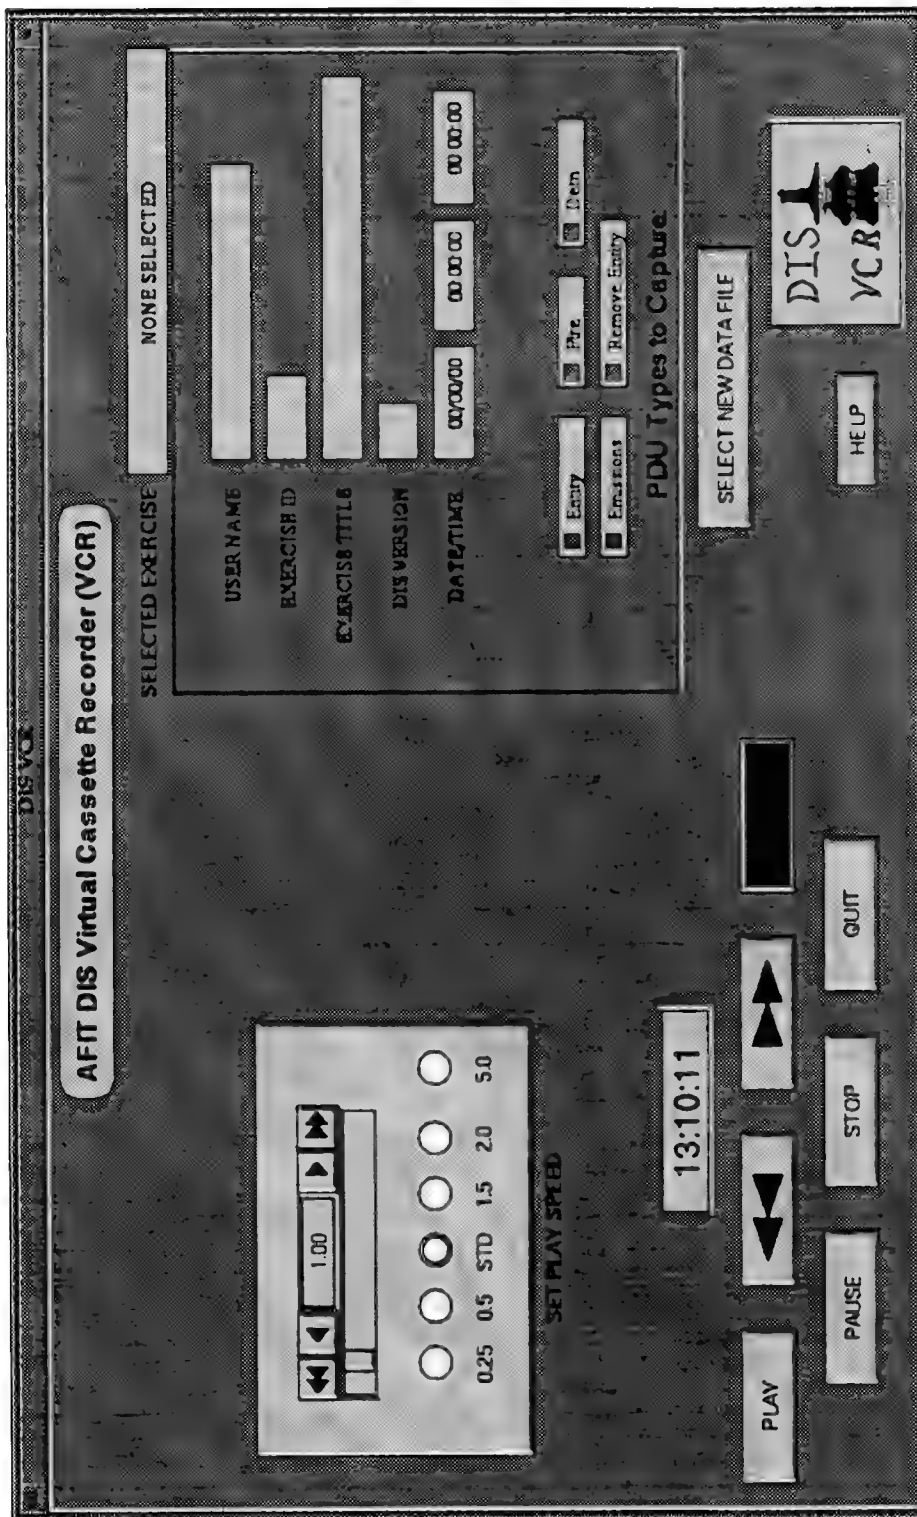 DIS VCR
AFIT DIS Virtual Cassette Recorder (VCR)
SELECTED EXERCISE
NONE SELECTED
USER NAME
EXERCISE ID
EXERCISE TITLE
DIS VERSION
DATE/TIME
00/00/00
00 00 00
00 00:00
Entity
Fire
Emissions
Remove Entity
PDU Types to Capture:
SELECT NEW DATA FILE
1.00
0.25 0.5 STD 1.5 2.0 5.0
SET PLAY SPEED
13:10:11
PLAY
PAUSE
STOP
QUIT
HELP
DIS
VCR